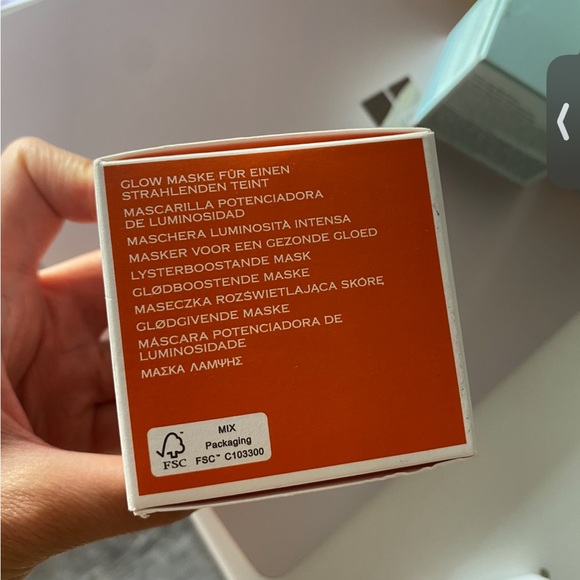 GLOW MASKE FÜR EINEN
STRAHLENDEN TEINT
MASCARILLA POTENCIADORA
DE LUMINOSIDAD
MASCHERA LUMINOSITÀ INTENSA
MASKER VOOR EEN GEZONDE GLOED
LYSTERBOOSTANDE MASK
GLØDBOOSTENDE MASKE
MASECZKA ROZŚWIETLAJĄCA SKÓRĘ
GLØDGIVENDE MASKE
MÁSCARA POTENCIADORA DE
LUMINOSIDADE
ΜΑΣΚΑ ΛΑΜΨΗΣ
MIX
Packaging
FSC™ C103300
FSC